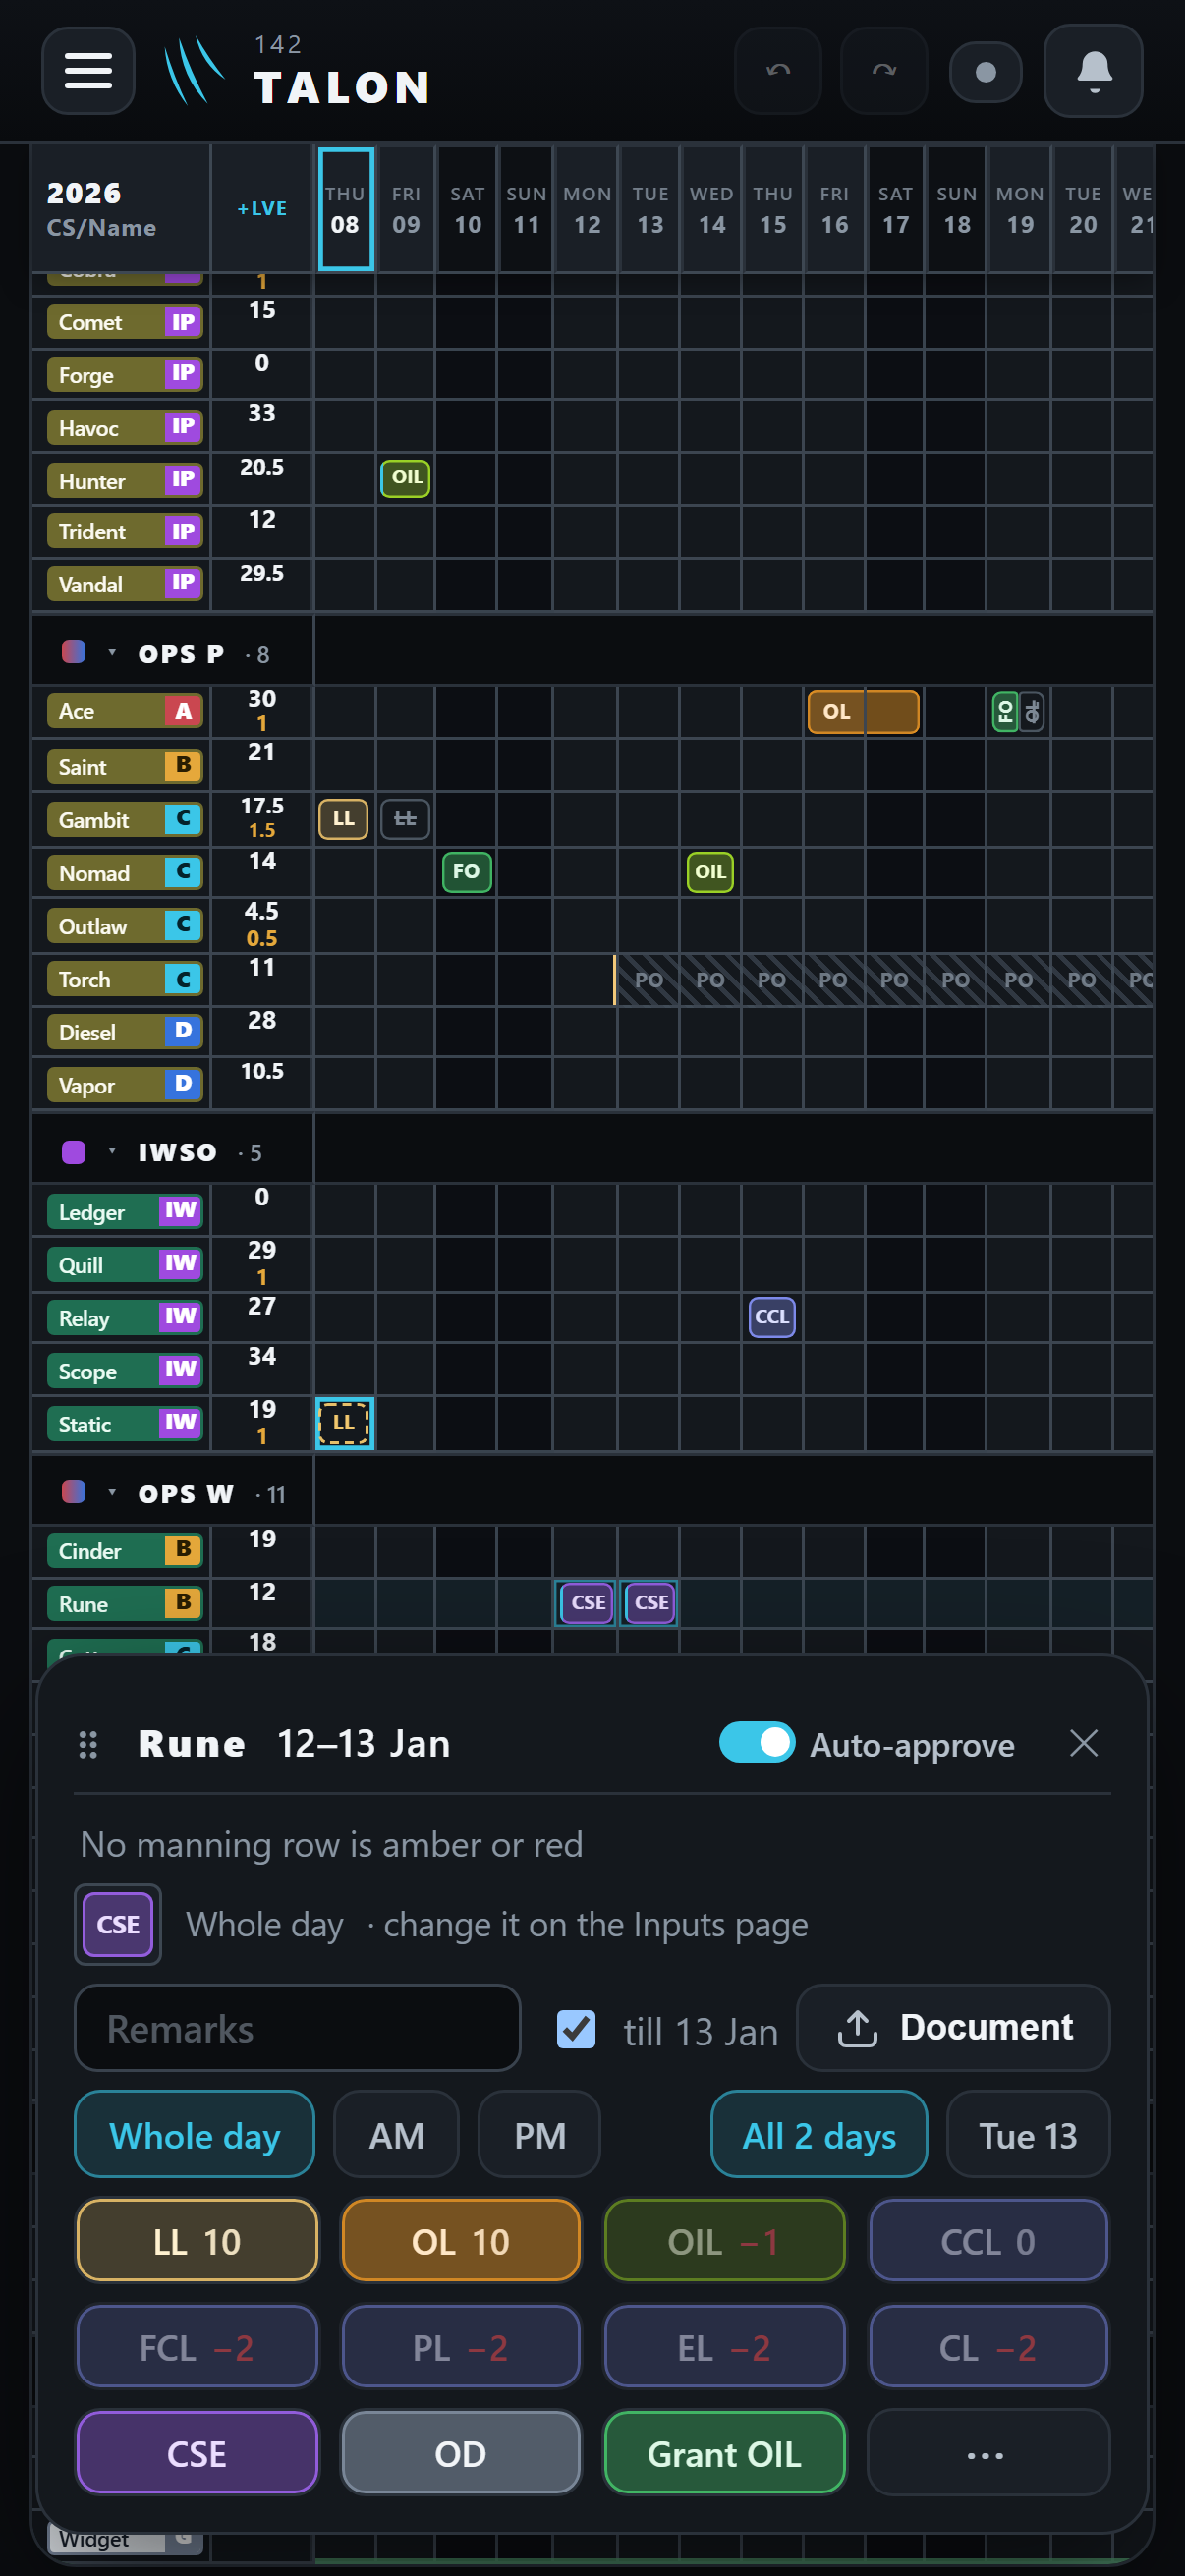 142
TALON
2026
CS/Name
+LVE
THU FRI SAT SUN MON TUE WED THU FRI SAT SUN MON TUE WE
08 09 10 11 12 13 14 15 16 17 18 19 20 21
1
Comet IP 15
Forge IP 0
Havoc IP 33
Hunter IP 20.5 OIL
Trident IP 12
Vandal IP 29.5
OPS P · 8
Ace A 30 1 OL FO OL
Saint B 21
Gambit C 17.5 1.5 LL LL
Nomad C 14 FO OIL
Outlaw C 4.5 0.5
Torch C 11 PO PO PO PO PO PO PO PO PO
Diesel D 28
Vapor D 10.5
IWSO · 5
Ledger IW 0
Quill IW 29 1
Relay IW 27 CCL
Scope IW 34
Static IW 19 1 LL
OPS W · 11
Cinder B 19
Rune B 12 CSE CSE
18
Rune 12–13 Jan Auto-approve
No manning row is amber or red
CSE Whole day · change it on the Inputs page
Remarks till 13 Jan Document
Whole day AM PM All 2 days Tue 13
LL 10 OL 10 OIL −1 CCL 0
FCL −2 PL −2 EL −2 CL −2
CSE OD Grant OIL ...
Widget